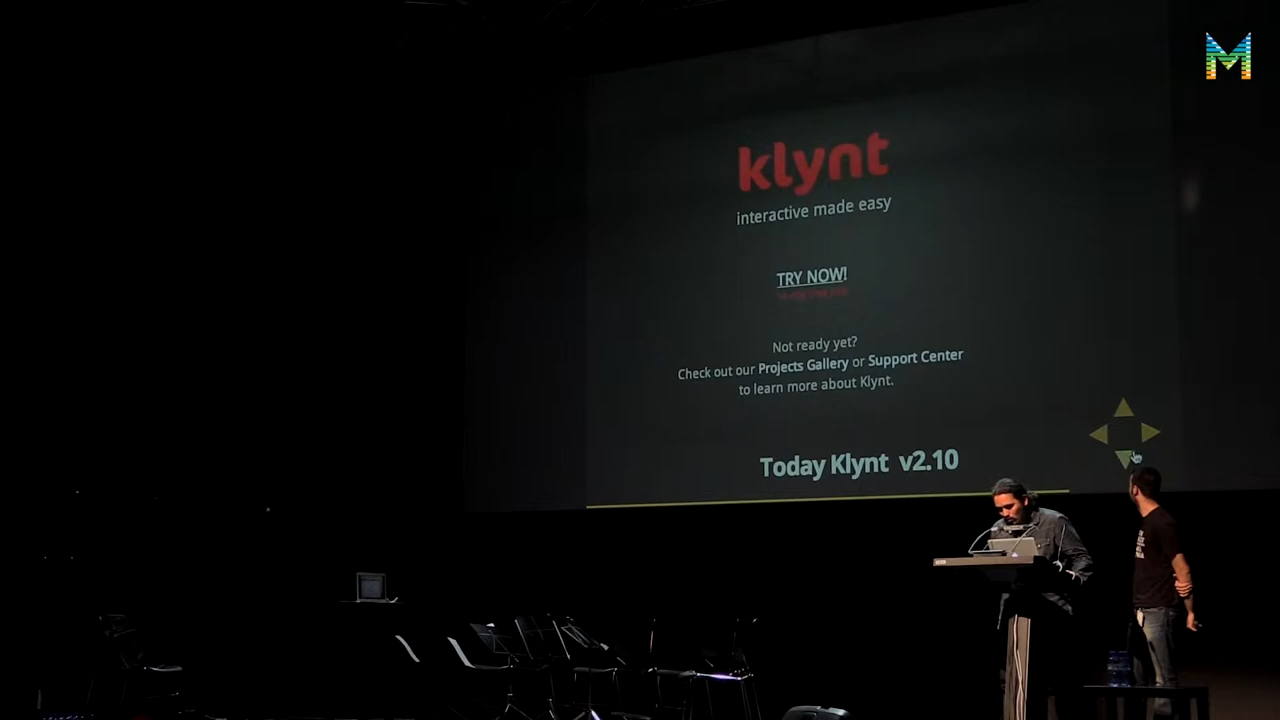 klynt
interactive made easy
TRY NOW!
Not ready yet?
Check out our Projects Gallery or Support Center
to learn more about Klynt.
Today Klynt v2.10
M